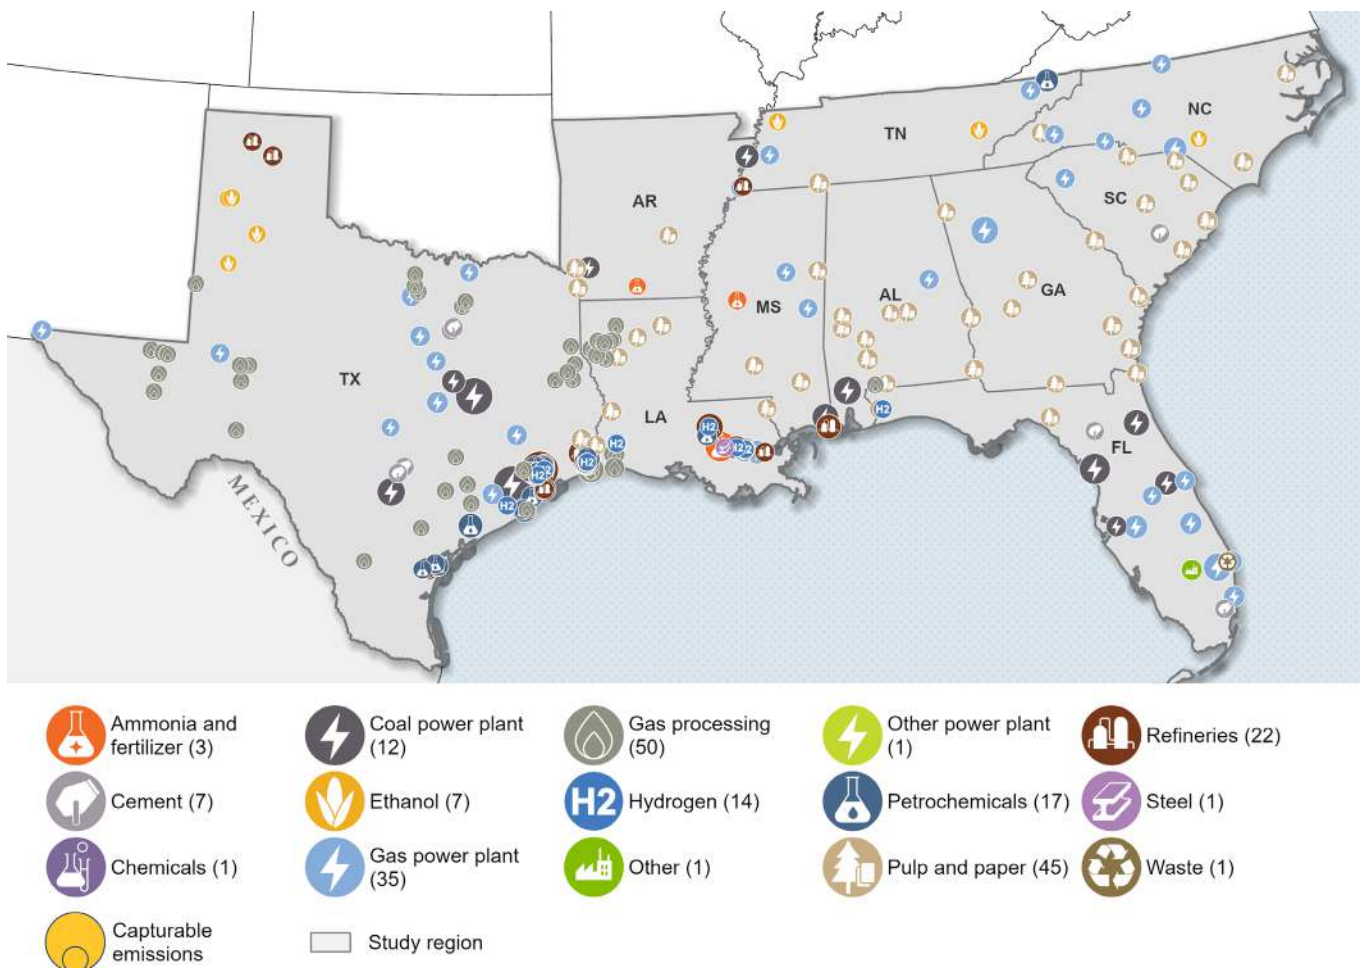 NC
TN
AR
SC
MS
AL
GA
TX
LA
FL
MEXICO
H2
H2
H2
H2
H2
H2
H2
Ammonia and
fertilizer (3)
Coal power plant
(12)
Gas processing
(50)
Other power plant
(1)
Refineries (22)
Cement (7)
Ethanol (7)
H2
Hydrogen (14)
Petrochemicals (17)
Steel (1)
Chemicals (1)
Gas power plant
(35)
Other (1)
Pulp and paper (45)
Waste (1)
Capturable
emissions
Study region